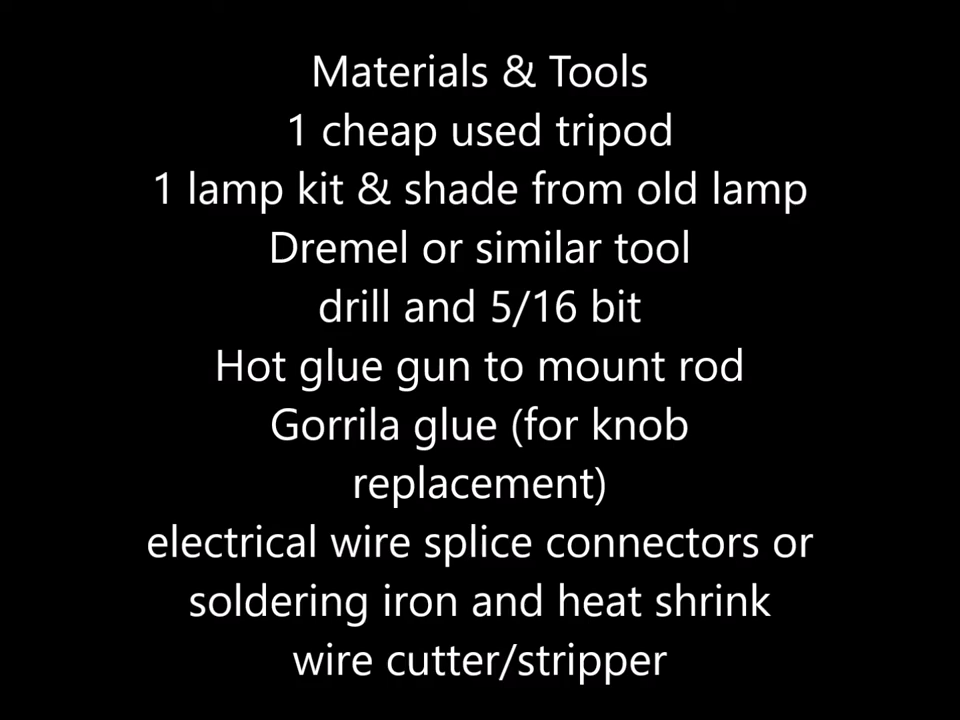 Materials & Tools
1 cheap used tripod
1 lamp kit & shade from old lamp
Dremel or similar tool
drill and 5/16 bit
Hot glue gun to mount rod
Gorrila glue (for knob
replacement)
electrical wire splice connectors or
soldering iron and heat shrink
wire cutter/stripper